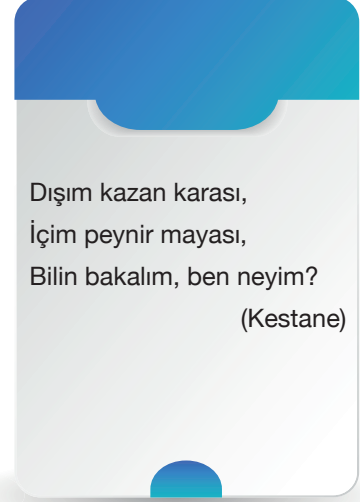 Dışım kazan karası,
İçim peynir mayası,
Bilin bakalım, ben neyim?
(Kestane)